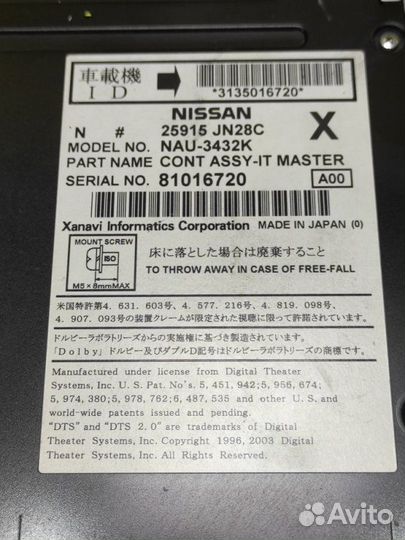 車載機
ID
*3135016720*
NISSAN
N # 25915 JN28C X
MODEL NO. NAU-3432K
PART NAME CONT ASSY-IT MASTER
SERIAL NO. 81016720 A00
Xanavi Informatics Corporation MADE IN JAPAN (0)
MOUNT SCREW
ISO
M5×8mmMAX
床に落とした場合は廃棄すること
TO THROW AWAY IN CASE OF FREE-FALL
米国特許第4. 631. 603号、4. 577. 216号、4. 819. 098号、
4. 907. 093号の装置クレームが限定された視聴に限って許諾されています。
ドルビーラボラトリーズからの実施権に基づき製造されています。
「Dolby」ドルビー及びダブルD記号はドルビーラボラトリーズの商標です。
Manufactured under license from Digital Theater
Systems, Inc. U. S. Pat. No's. 5, 451, 942; 5, 956, 674;
5, 974, 380; 5, 978, 762; 6, 487, 535 and other U. S. and
world-wide patents issued and pending.
"DTS" and "DTS 2.0" are trademarks of Digital
Theater Systems, Inc. Copyright 1996, 2003 Digital
Theater Systems, Inc. All Rights Reserved.
Avito